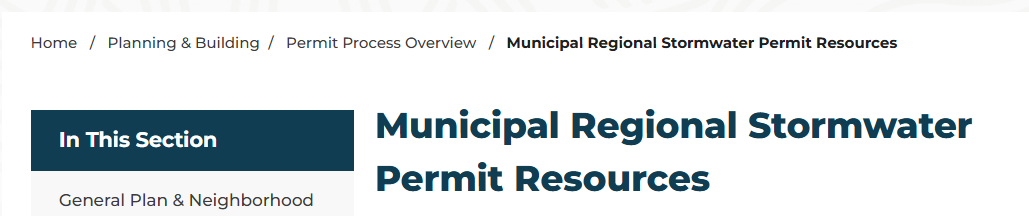 Home / Planning & Building / Permit Process Overview / Municipal Regional Stormwater Permit Resources
In This Section
General Plan & Neighborhood
Municipal Regional Stormwater
Permit Resources